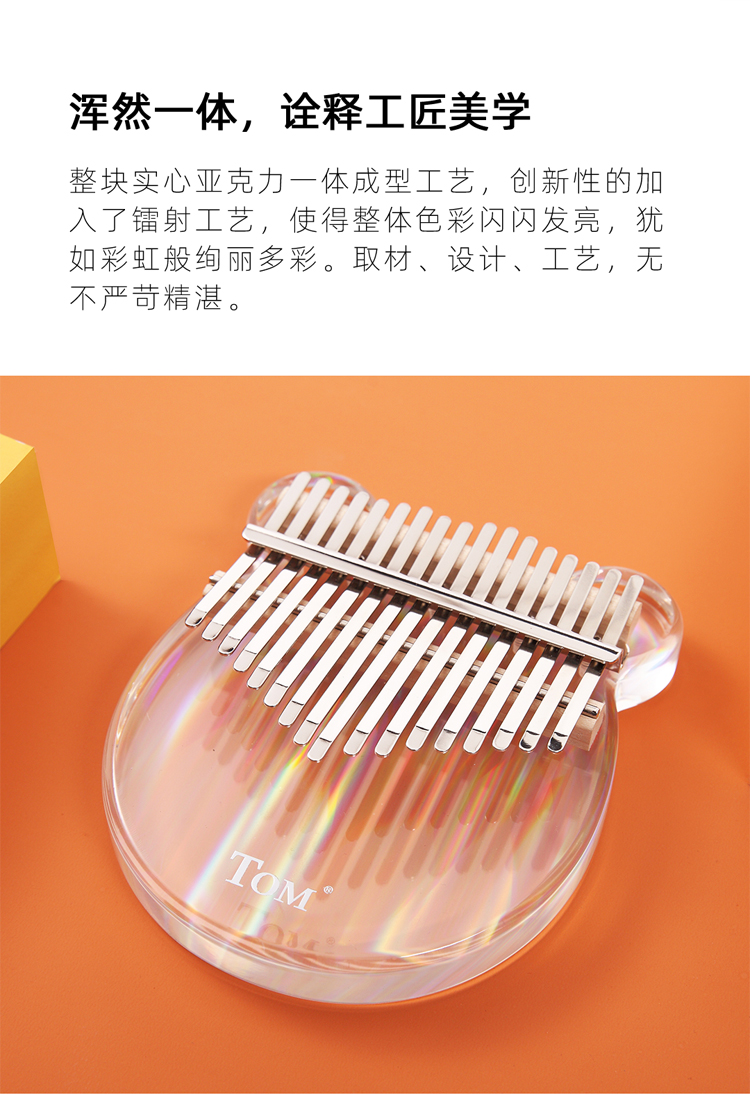 浑然一体，诠释工匠美学
整块实心亚克力一体成型工艺，创新性的加
入了镭射工艺，使得整体色彩闪闪发亮，犹
如彩虹般绚丽多彩。取材、设计、工艺，无
不严苛精湛。
TOM®